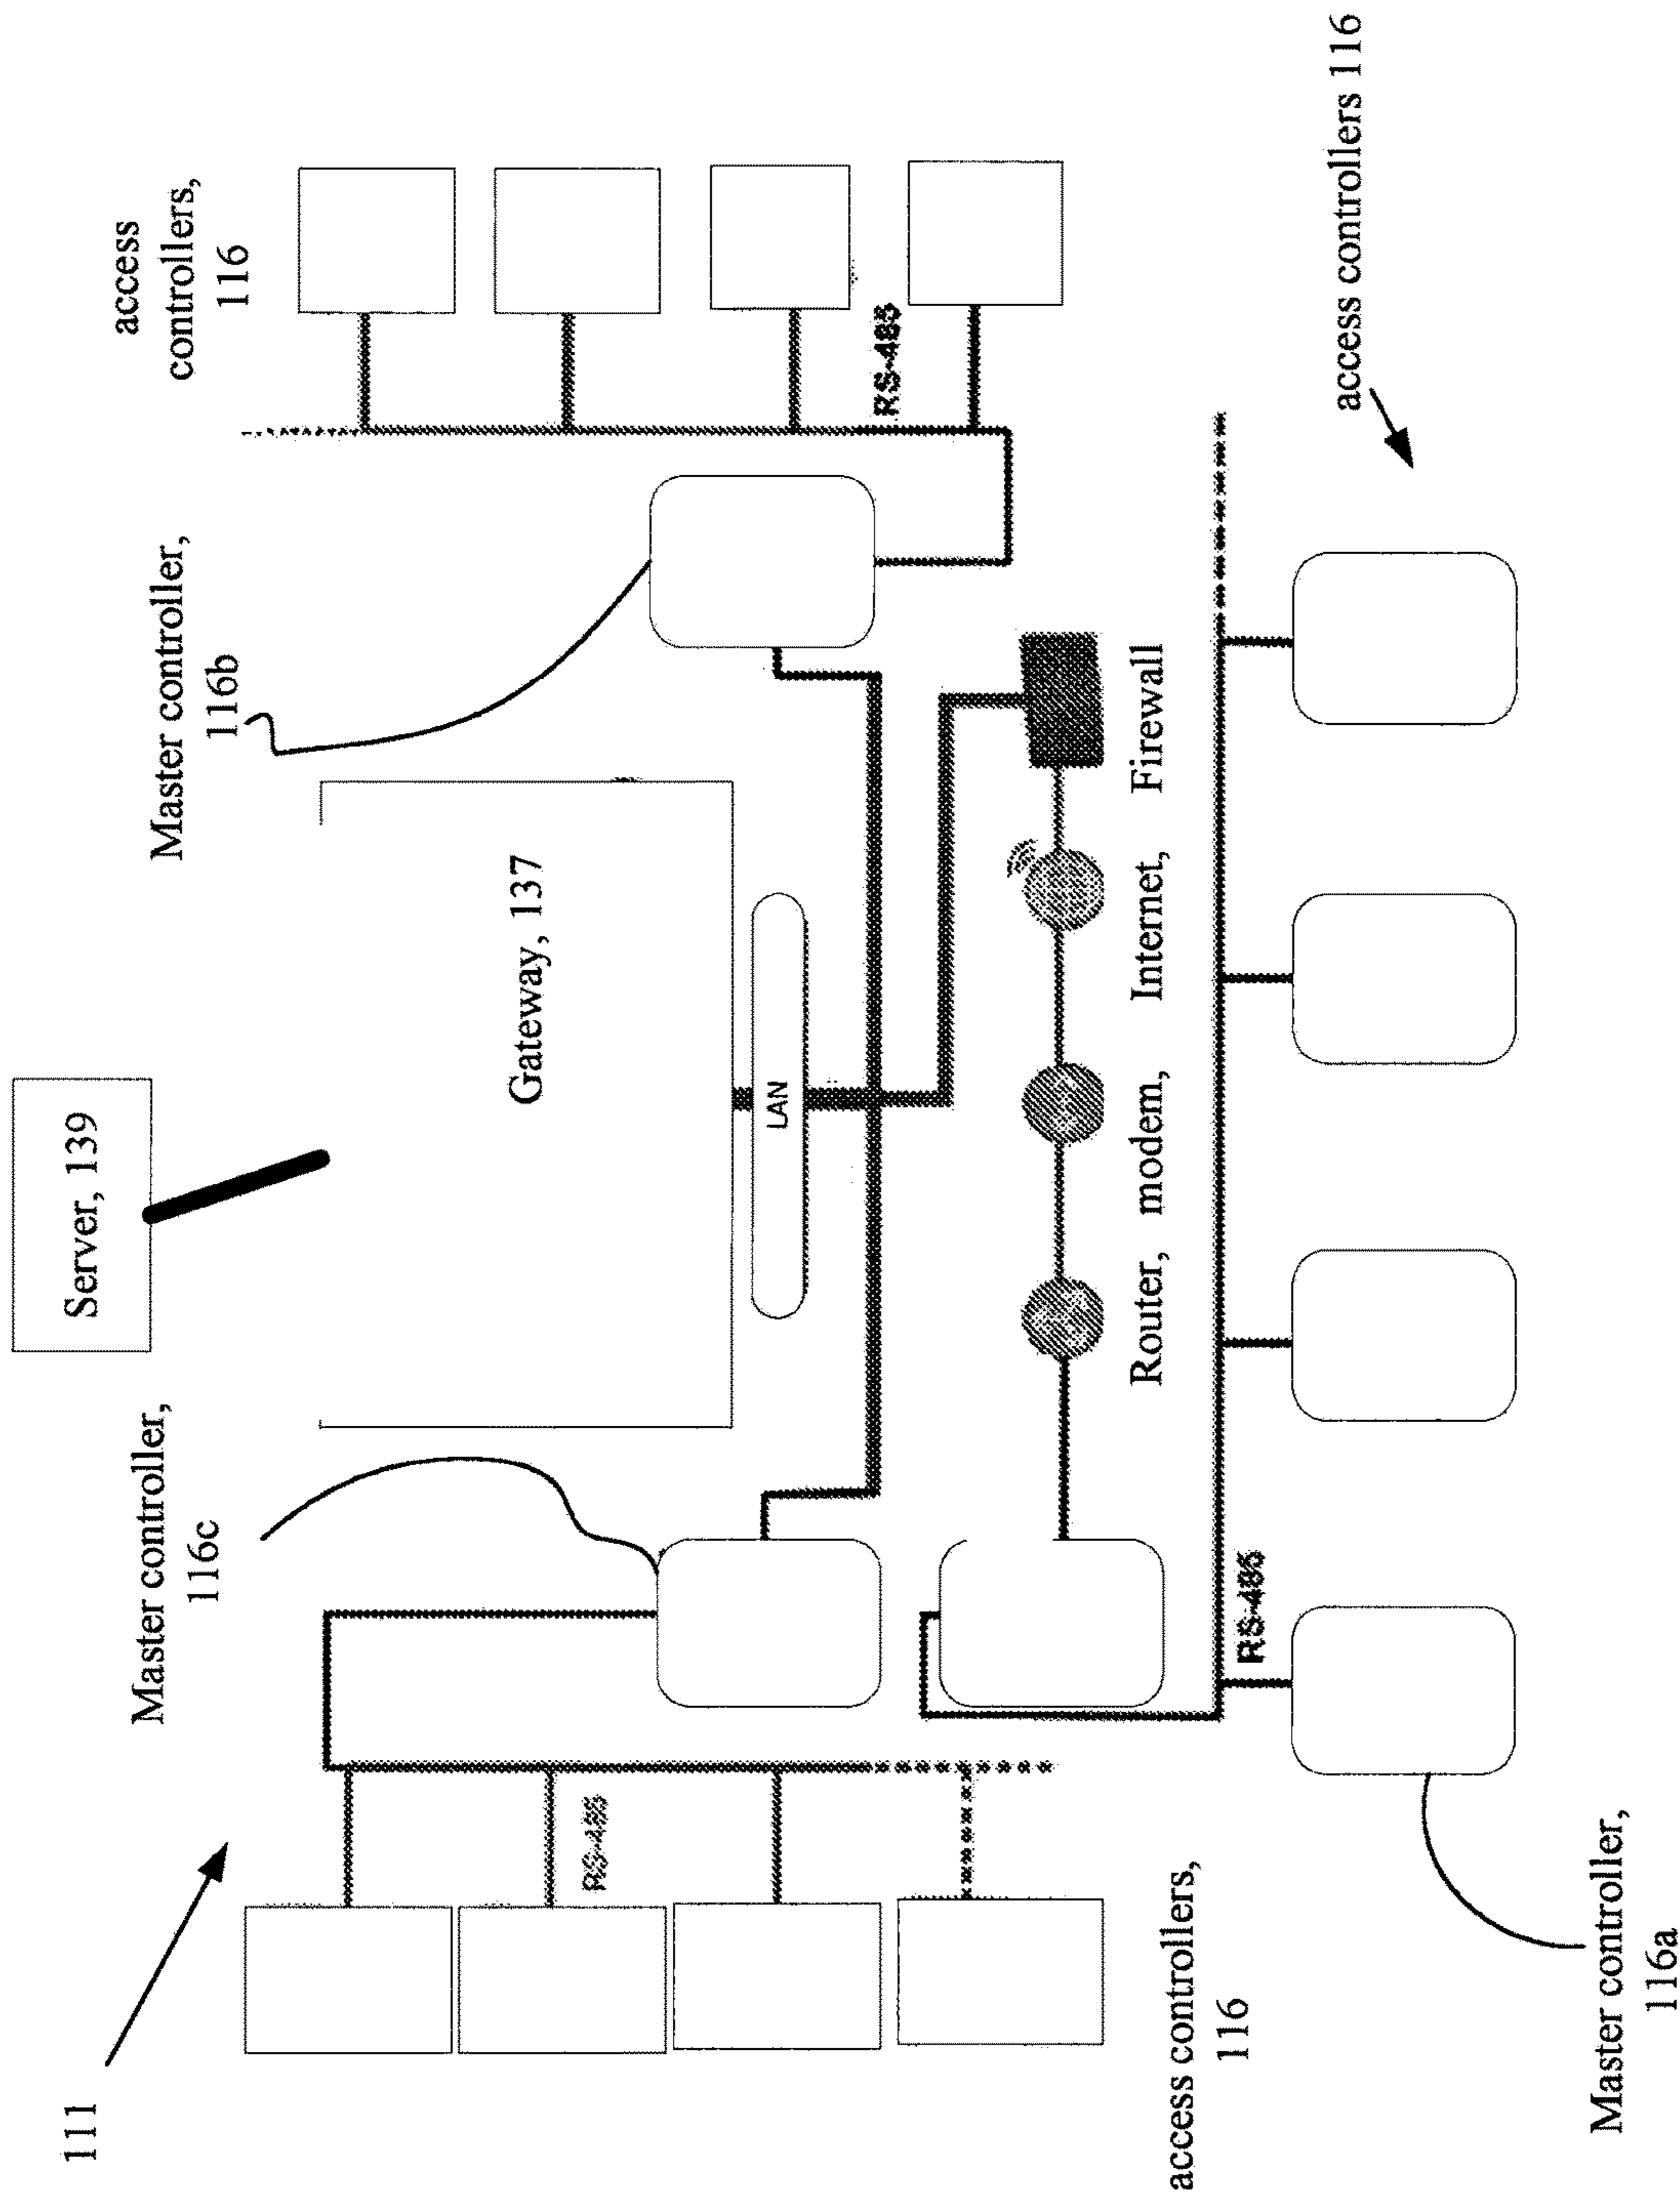 111
Server, 139
Master controller,
116c
Master controller,
116b
access
controllers,
116
Gateway, 137
LAN
RS-485
RS-485
Router, modem, Internet, Firewall
RS-485
access controllers,
116
access controllers 116
Master controller,
116a